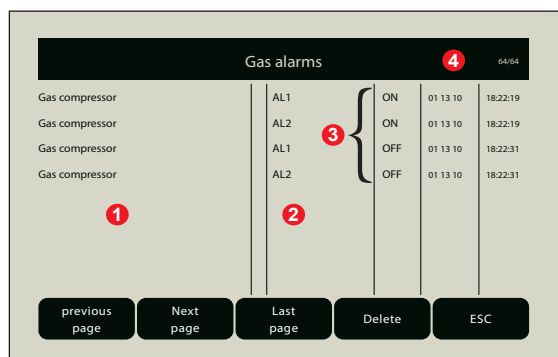 Gas alarms 4 64/64
Gas compressor AL1 ON 01 13 10 18:22:19
Gas compressor AL2 ON 01 13 10 18:22:19
3
Gas compressor AL1 OFF 01 13 10 18:22:31
Gas compressor AL2 OFF 01 13 10 18:22:31
1 2
previous page
Next page
Last page
Delete
ESC